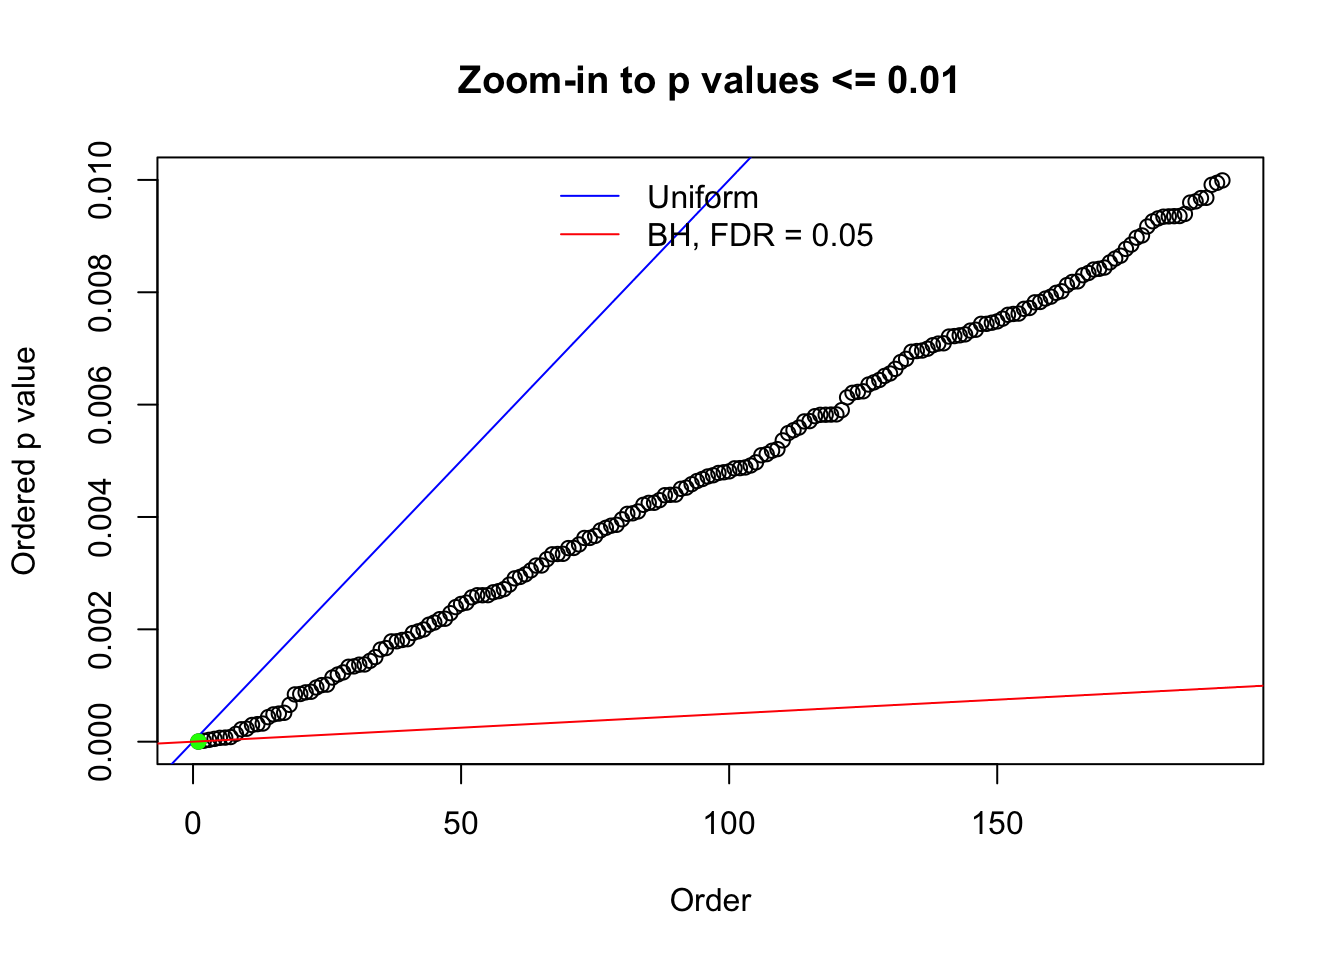 Zoom-in to p values <= 0.01
Uniform
BH, FDR = 0.05
Ordered p value
0.010
0.008
0.006
0.004
0.002
0.000
0 50 100 150
Order